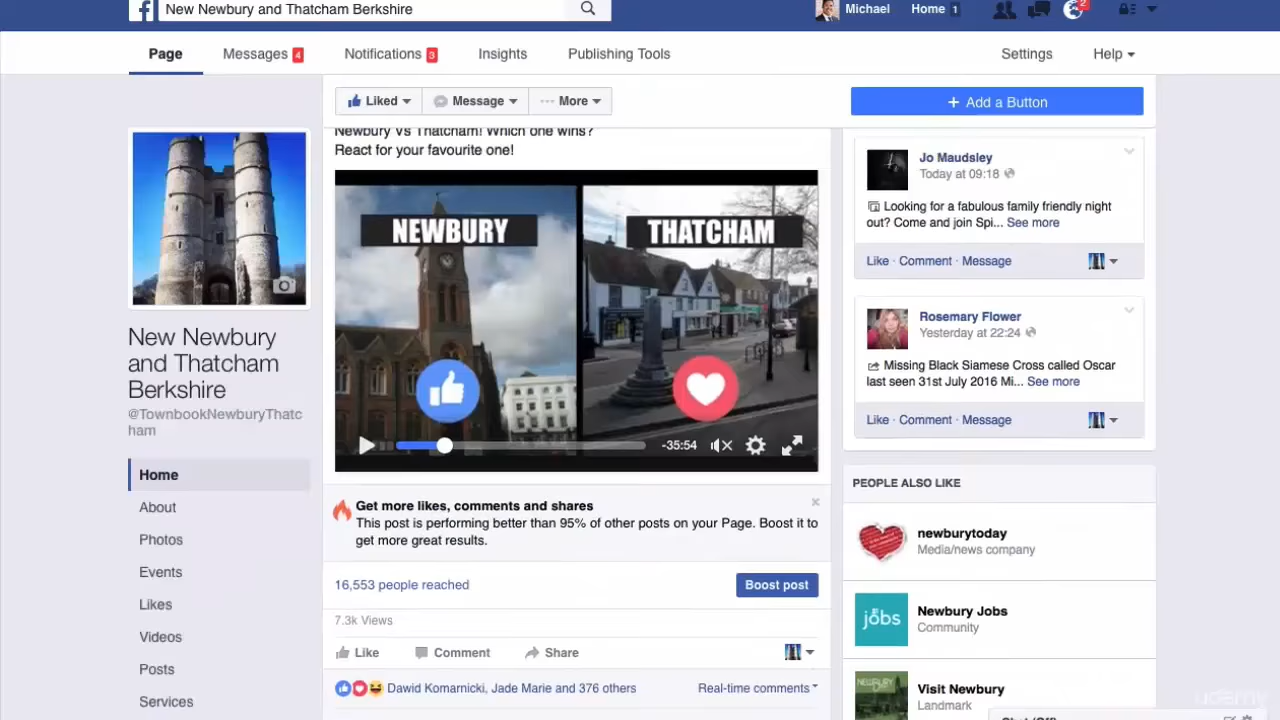 New Newbury and Thatcham Berkshire
Michael
Home 1
2
Page
Messages 4
Notifications 3
Insights
Publishing Tools
Settings
Help
Liked
Message
More
+ Add a Button
Newbury Vs Thatcham! Which one wins?
React for your favourite one!
NEWBURY
THATCHAM
-35:54
New Newbury
and Thatcham
Berkshire
@TownbookNewburyThatc
ham
Home
About
Photos
Events
Likes
Videos
Posts
Services
Get more likes, comments and shares
This post is performing better than 95% of other posts on your Page. Boost it to
get more great results.
16,553 people reached
Boost post
7.3k Views
Like
Comment
Share
Dawid Komarnicki, Jade Marie and 376 others
Real-time comments
Jo Maudsley
Today at 09:18
Looking for a fabulous family friendly night
out? Come and join Spi... See more
Like · Comment · Message
Rosemary Flower
Yesterday at 22:24
Missing Black Siamese Cross called Oscar
last seen 31st July 2016 Mi... See more
Like · Comment · Message
PEOPLE ALSO LIKE
newburytoday
Media/news company
jobs
Newbury Jobs
Community
Visit Newbury
Landmark
Chat (Off)
udemy